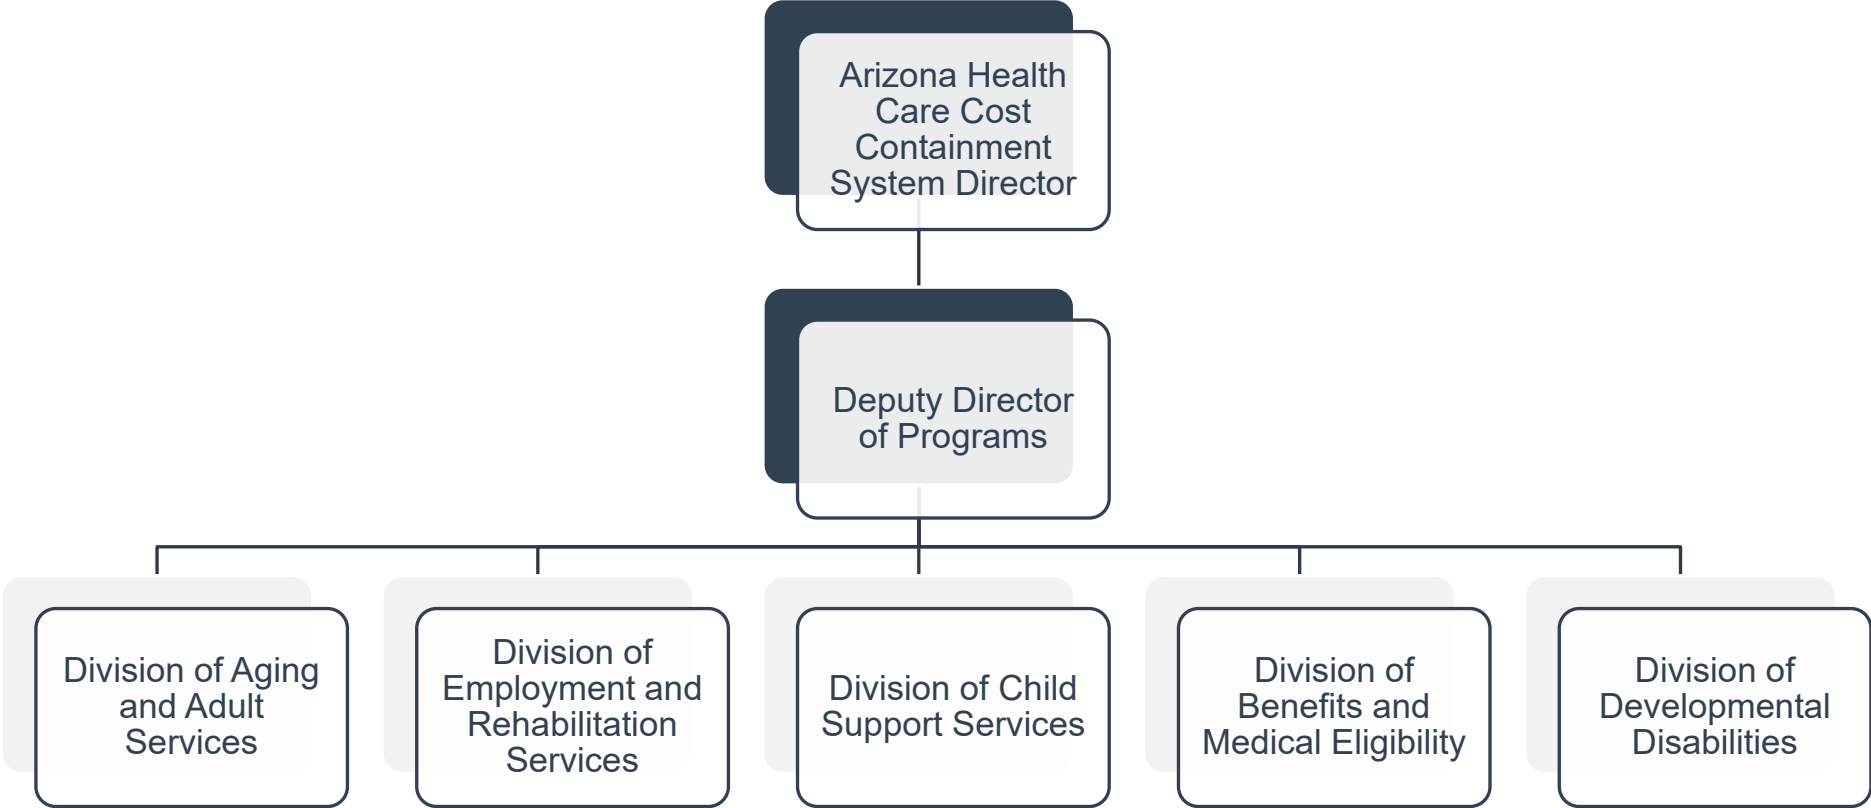 Arizona Health
Care Cost
Containment
System Director
Deputy Director
of Programs
Division of Aging
and Adult
Services
Division of
Employment and
Rehabilitation
Services
Division of Child
Support Services
Division of
Benefits and
Medical Eligibility
Division of
Developmental
Disabilities